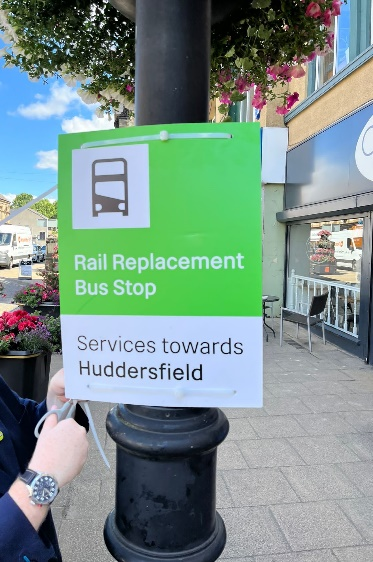 Rail Replacement
Bus Stop
Services towards
Huddersfield